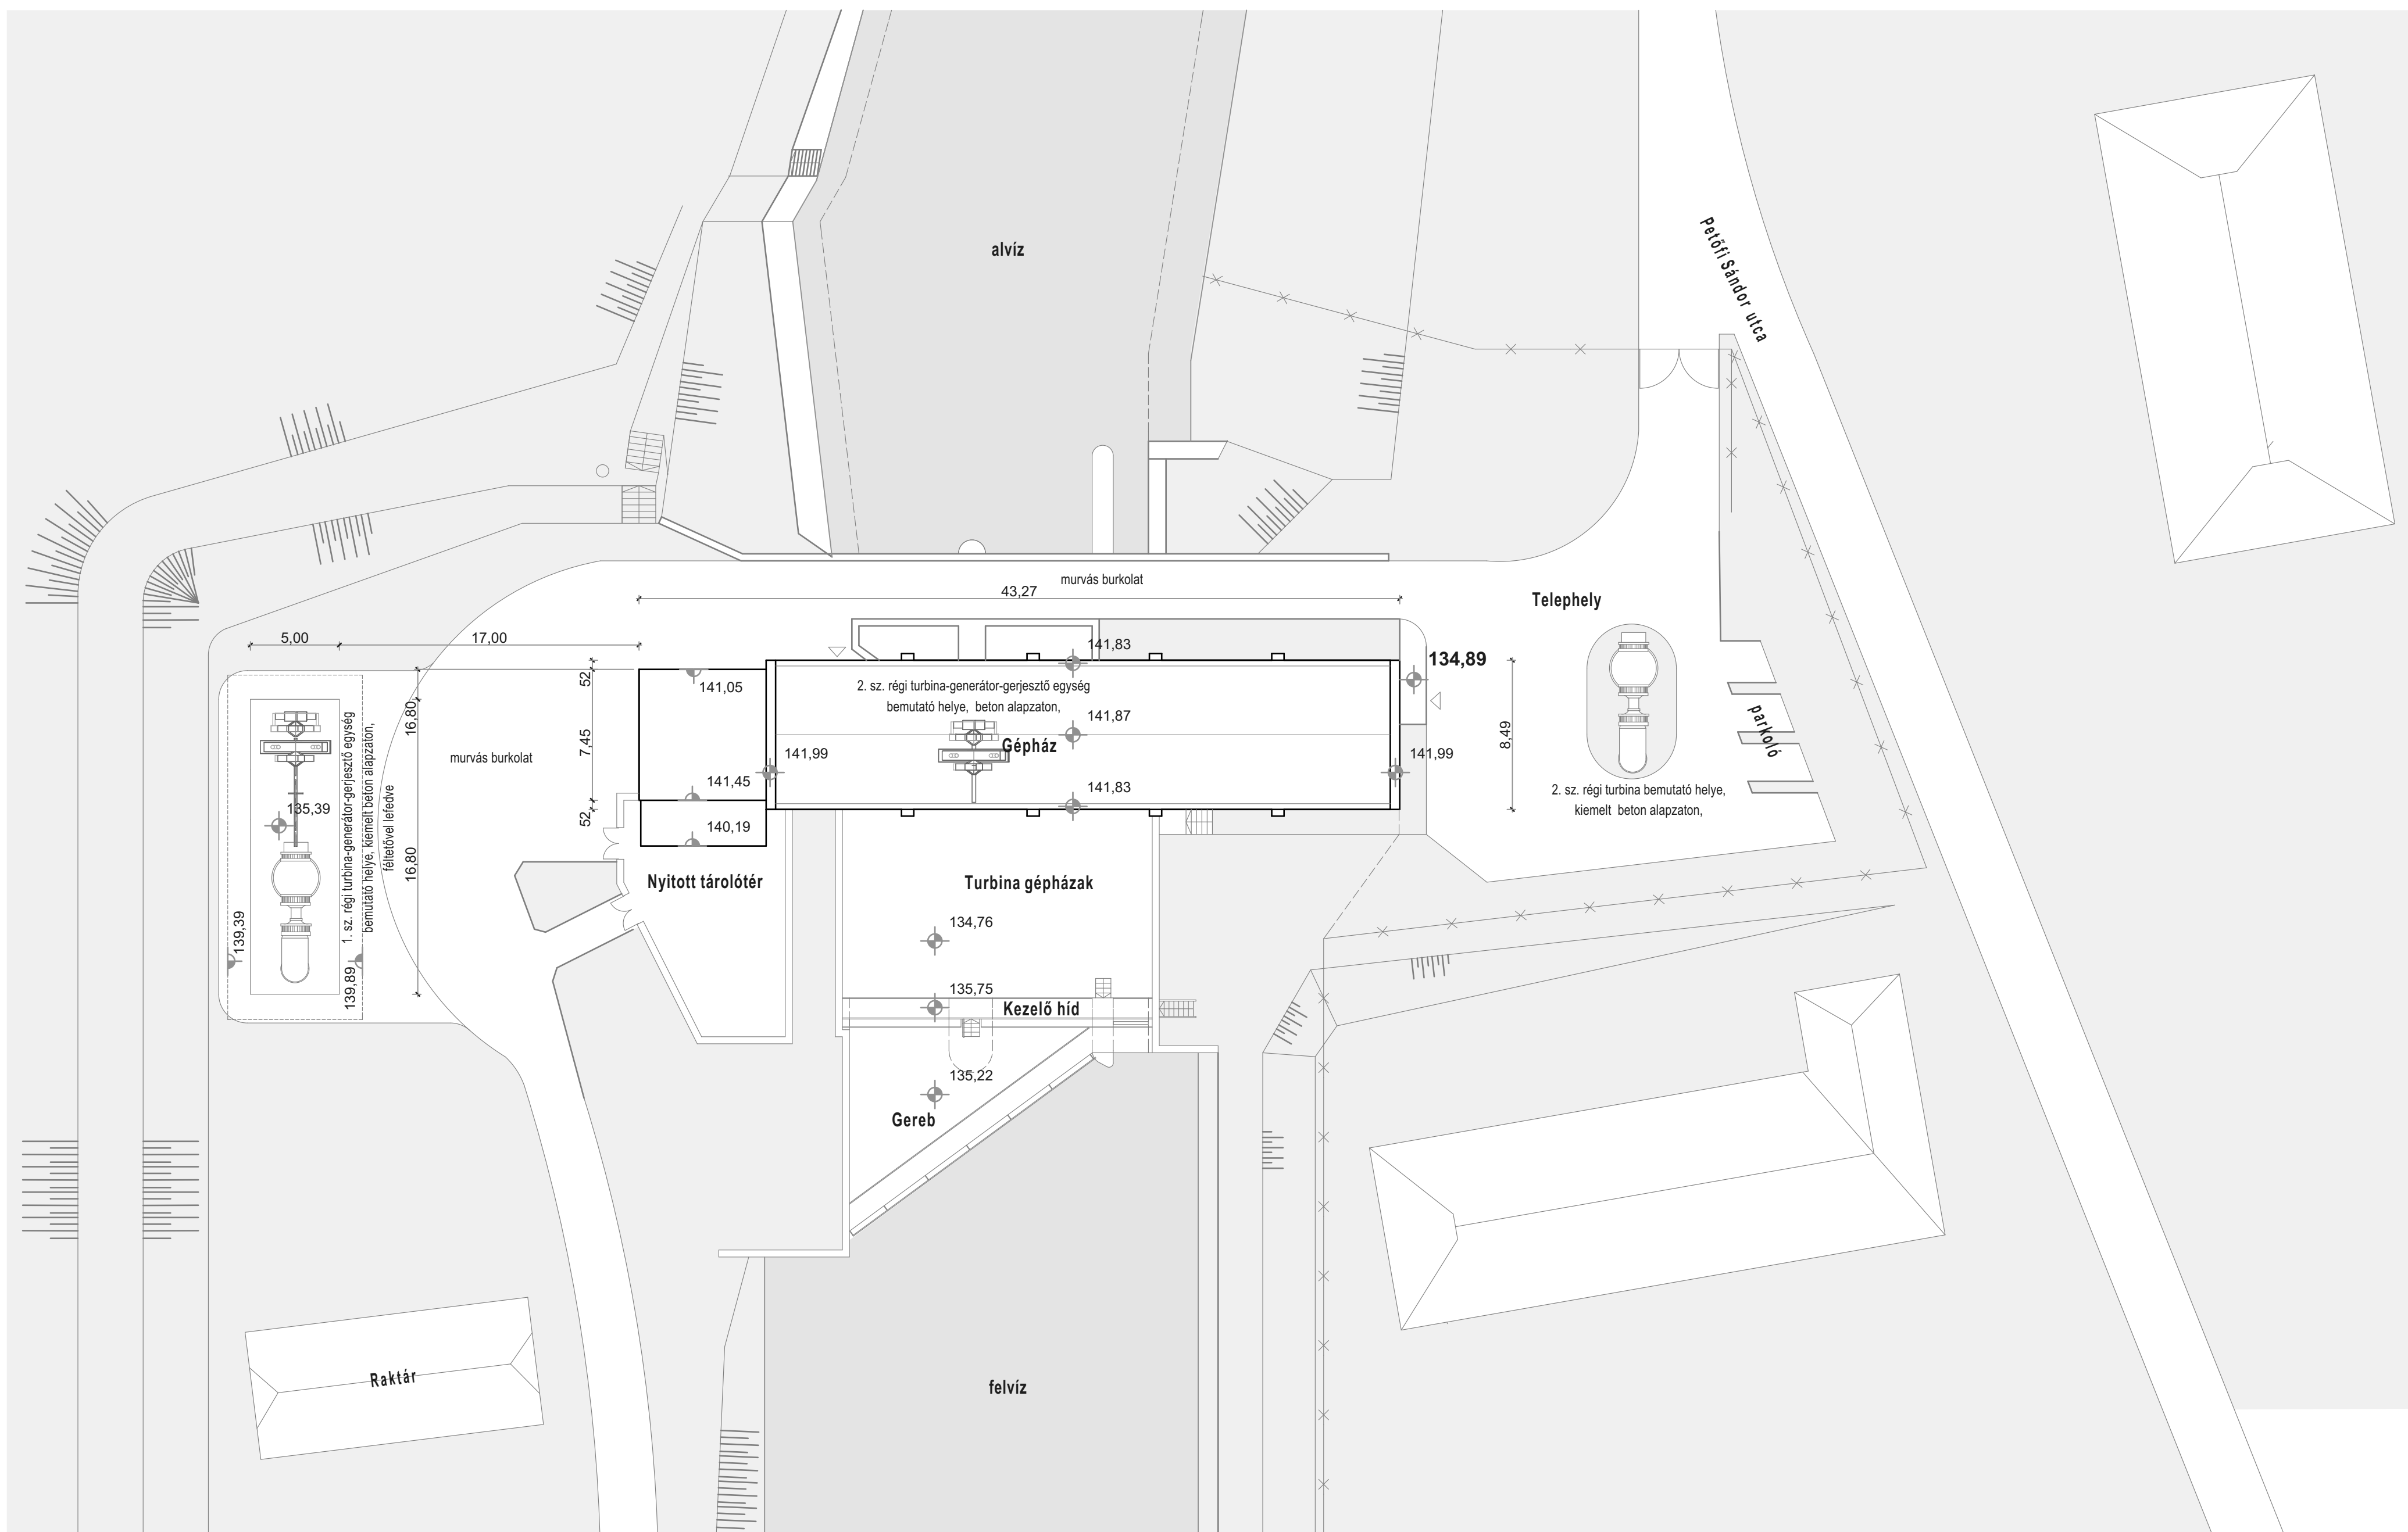 alvíz
Petőfi Sándor utca
murvás burkolat
43,27
Telephely
5,00
17,00
141,83
134,89
52
141,05
2. sz. régi turbina-generátor-gerjesztő egység
bemutató helye, beton alapzaton,
16,80
141,87
parkoló
7,45
8,49
Gépház
141,99
141,99
murvás burkolat
141,45
141,83
2. sz. régi turbina bemutató helye,
kiemelt beton alapzaton,
135,39
1. sz. régi turbina-generátor-gerjesztő egység
bemutató helye, kiemelt beton alapzaton,
féltetővel lefedve
52
140,19
16,80
Nyitott tárolótér
Turbina gépházak
139,39
134,76
139,89
135,75
Kezelő híd
135,22
Gereb
Raktár
felvíz